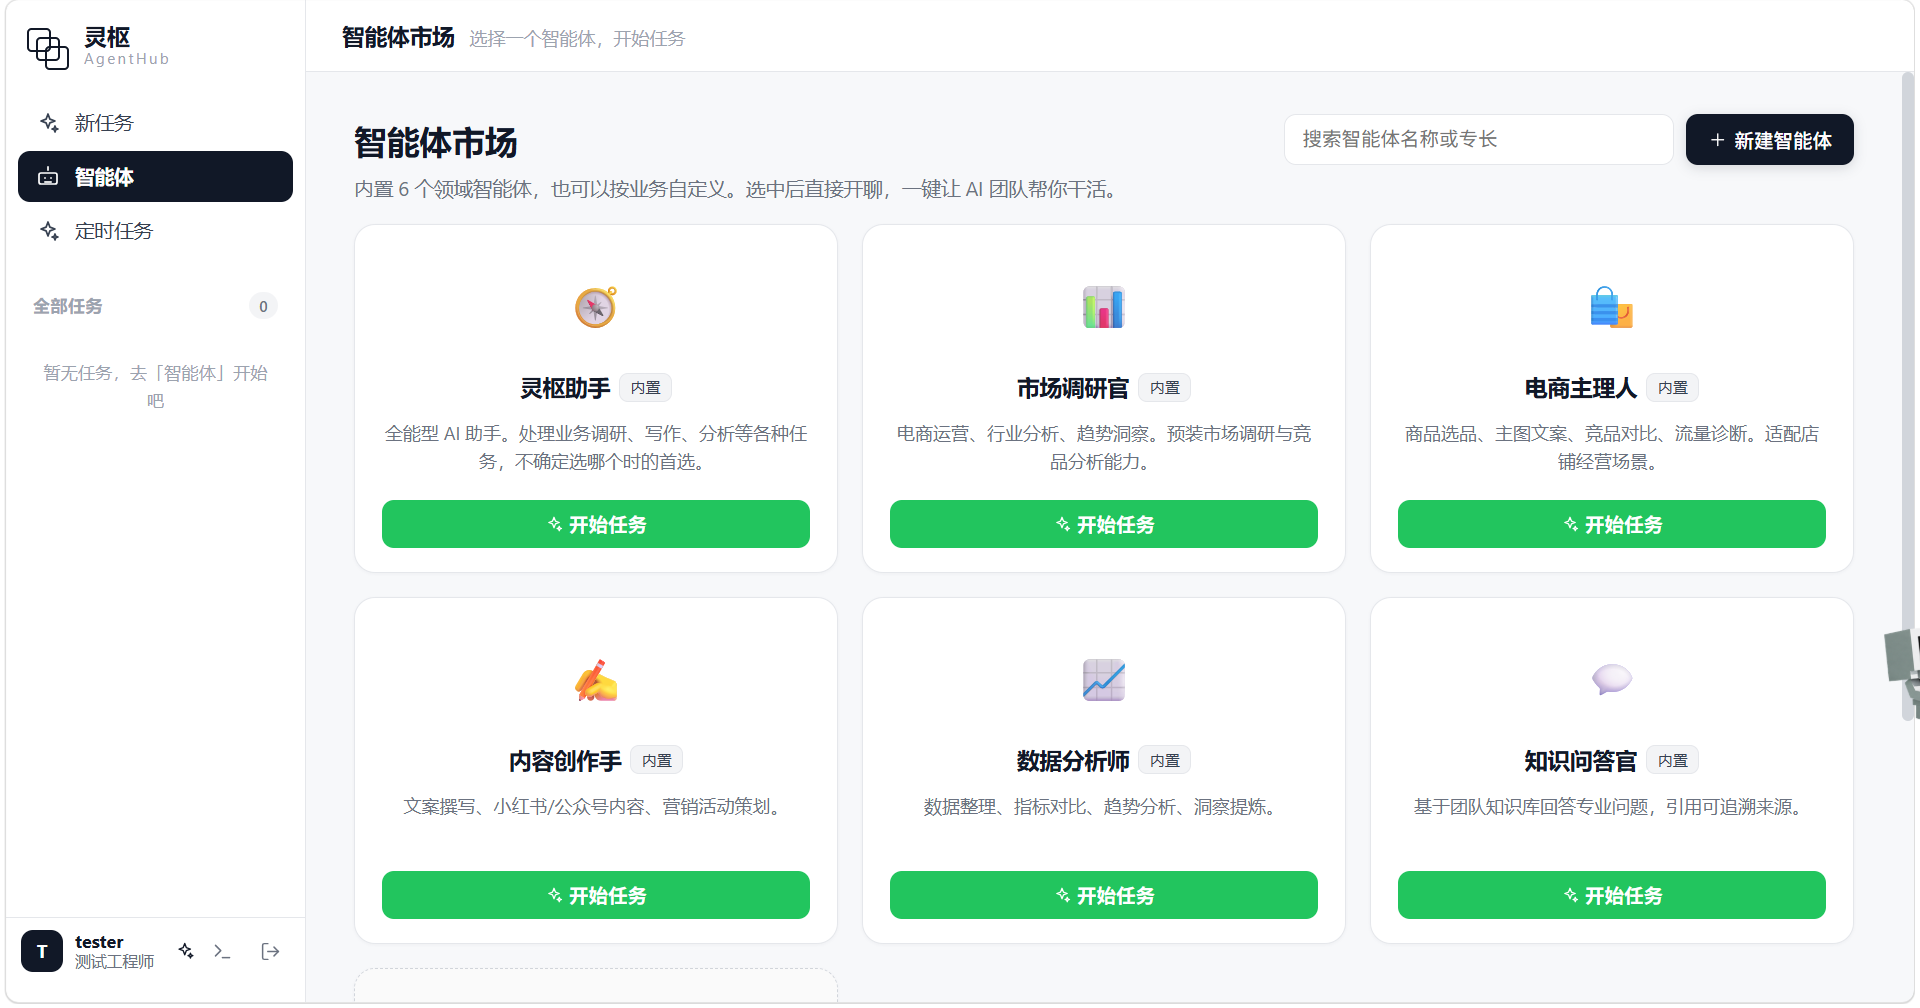 灵枢
AgentHub
新任务
智能体
定时任务
全部任务
0
暂无任务，去「智能体」开始
吧
T
tester
测试工程师
智能体市场
选择一个智能体，开始任务
智能体市场
内置 6 个领域智能体，也可以按业务自定义。选中后直接开聊，一键让 AI 团队帮你干活。
搜索智能体名称或专长
新建智能体
灵枢助手
内置
全能型 AI 助手。处理业务调研、写作、分析等各种任
务，不确定选哪个时的首选。
开始任务
市场调研官
内置
电商运营、行业分析、趋势洞察。预装市场调研与竞
品分析能力。
开始任务
电商主理人
内置
商品选品、主图文案、竞品对比、流量诊断。适配店
铺经营场景。
开始任务
内容创作手
内置
文案撰写、小红书/公众号内容、营销活动策划。
开始任务
数据分析师
内置
数据整理、指标对比、趋势分析、洞察提炼。
开始任务
知识问答官
内置
基于团队知识库回答专业问题，引用可追溯来源。
开始任务